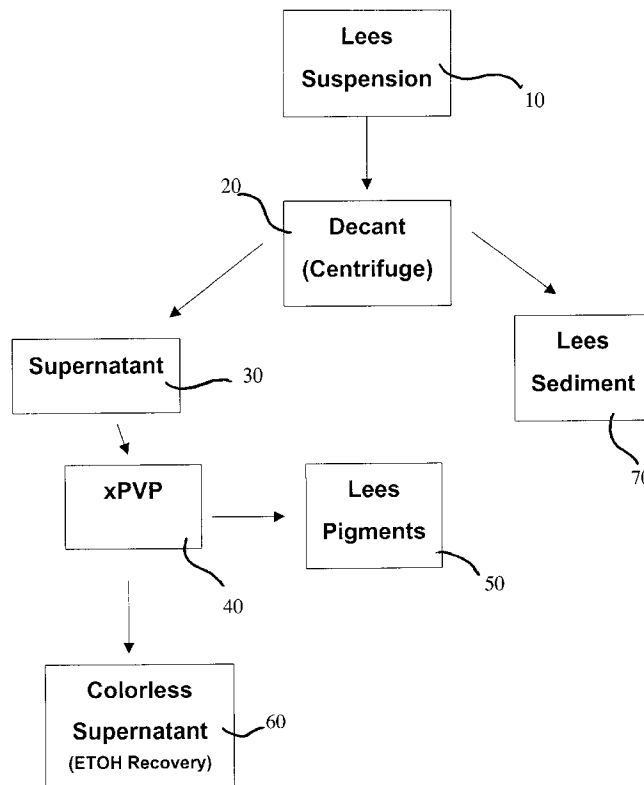 Lees
Suspension
10
20
Decant
(Centrifuge)
Supernatant
30
Lees
Sediment
70
xPVP
40
Lees
Pigments
50
Colorless
Supernatant
(ETOH Recovery)
60